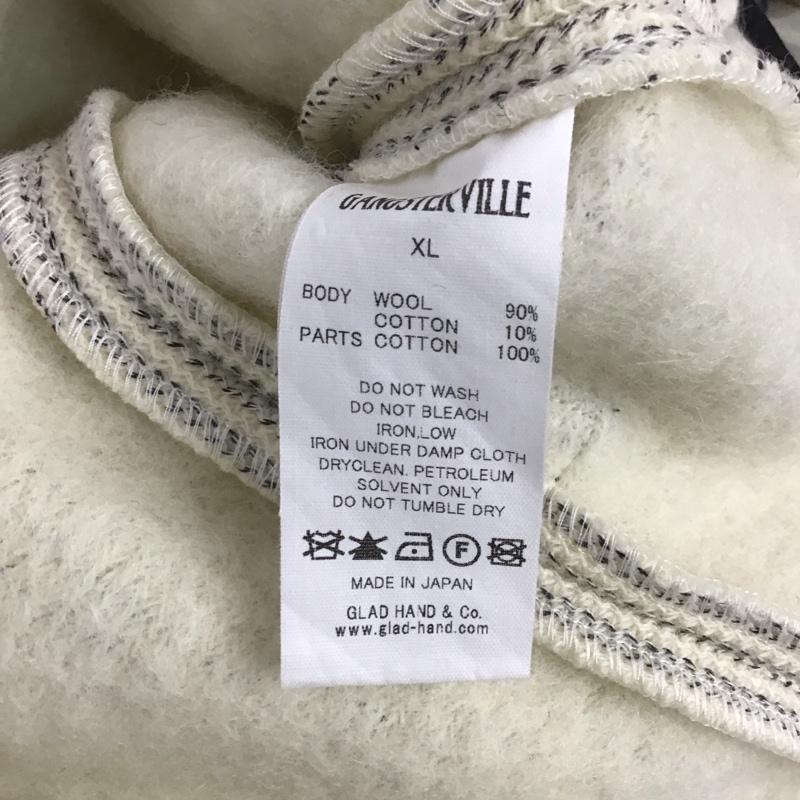 GANGSTERVILLE
XL
BODY WOOL 90%
COTTON 10%
PARTS COTTON 100%
DO NOT WASH
DO NOT BLEACH
IRON,LOW
IRON UNDER DAMP CLOTH
DRYCLEAN. PETROLEUM
SOLVENT ONLY
DO NOT TUMBLE DRY
F
MADE IN JAPAN
GLAD HAND & Co.
www.glad-hand.com